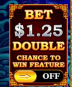 BET
$1.25
DOUBLE
CHANCE TO
WIN FEATURE
OFF